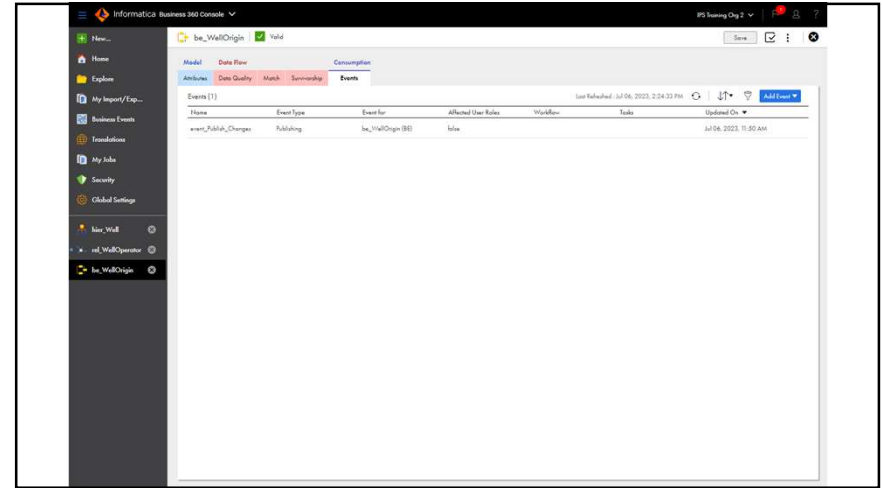 Informatica Business 360 Console
IPS Training Org 2
?
New...
Home
Explore
My Import/Exp...
Business Events
Translations
My Jobs
Security
Global Settings
hier_Well
rel_WellOperator
be_WellOrigin
be_WellOrigin Valid
Save
Model Data Flow Consumption
Attributes Data Quality Match Survivorship Events
Events (1) Last Refreshed: Jul 06, 2023, 2:24:33 PM Add Event
Name Event Type Event for Affected User Roles Workflow Tasks Updated On
event_Publish_Changes Publishing be_WellOrigin (BE) false Jul 06, 2023, 11:50 AM